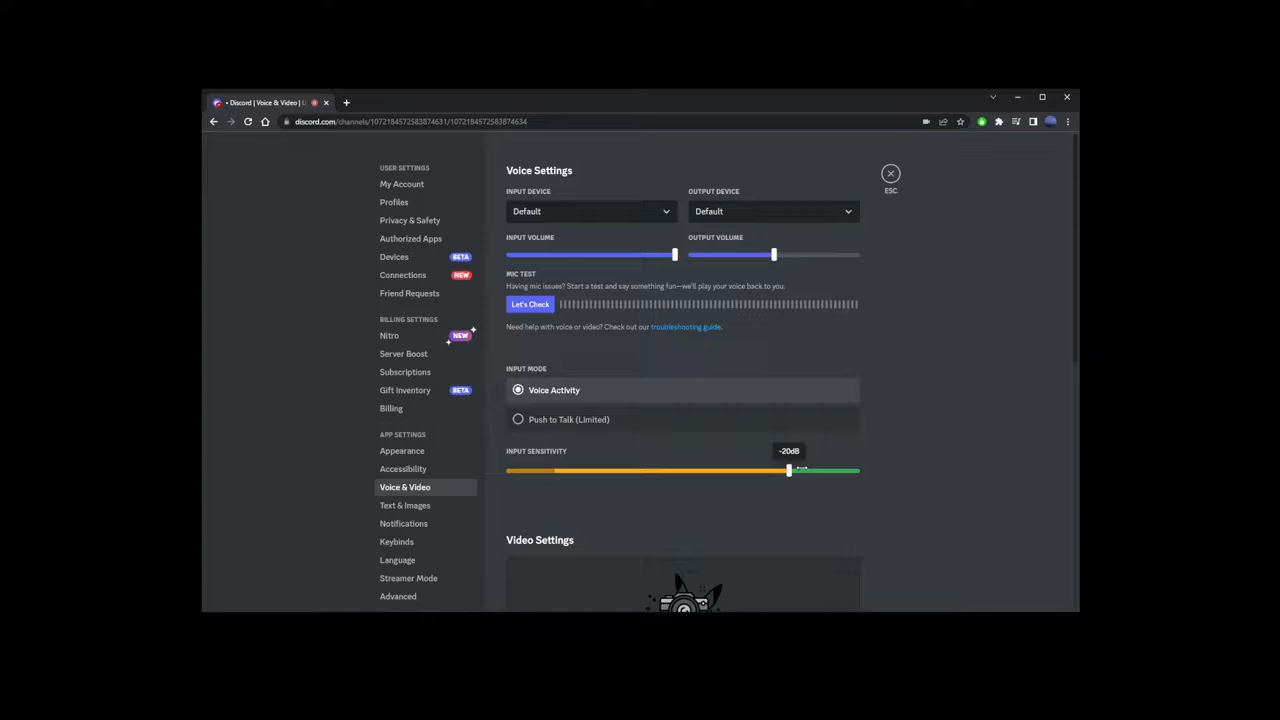 • Discord | Voice & Video | U
discord.com/channels/1072184572583874631/1072184572583874634
USER SETTINGS
My Account
Profiles
Privacy & Safety
Authorized Apps
Devices BETA
Connections NEW
Friend Requests
BILLING SETTINGS
Nitro NEW
Server Boost
Subscriptions
Gift Inventory BETA
Billing
APP SETTINGS
Appearance
Accessibility
Voice & Video
Text & Images
Notifications
Keybinds
Language
Streamer Mode
Advanced
Voice Settings
ESC
INPUT DEVICE OUTPUT DEVICE
Default Default
INPUT VOLUME OUTPUT VOLUME
MIC TEST
Having mic issues? Start a test and say something fun—we'll play your voice back to you.
Let's Check
Need help with voice or video? Check out our troubleshooting guide.
INPUT MODE
Voice Activity
Push to Talk (Limited)
INPUT SENSITIVITY -20dB
Video Settings